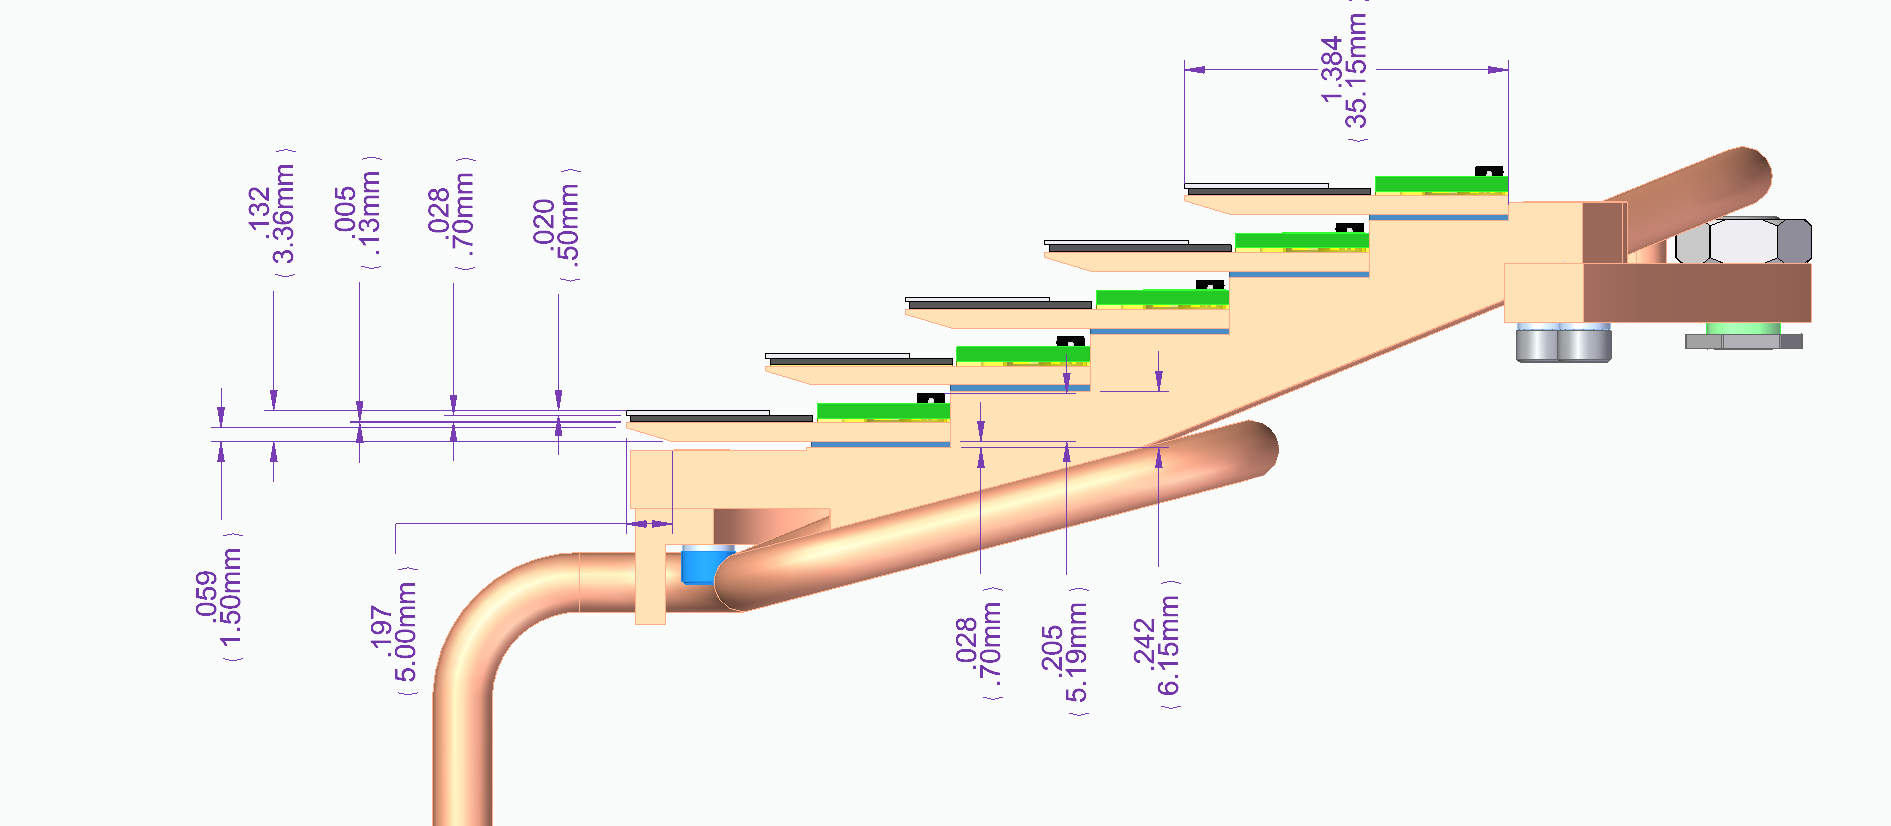 1.384
( 35.15mm )
.132
( 3.36mm )
.005
( .13mm )
.028
( .70mm )
.020
( .50mm )
.059
( 1.50mm )
.197
( 5.00mm )
.028
( .70mm )
.205
( 5.19mm )
.242
( 6.15mm )